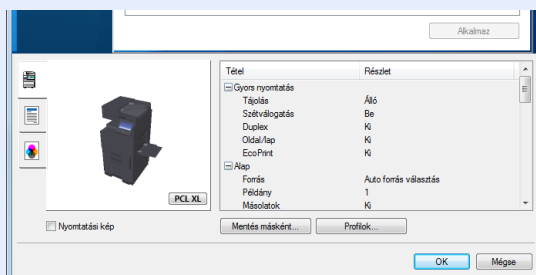 Alkalmaz
Tétel Részlet
Gyors nyomtatás
Tájolás Álló
Szétválogatás Be
Duplex Ki
Oldal/lap Ki
EcoPrint Ki
Alap
Forrás Auto forrás választás
Példány 1
Másolatok Ki
PCL XL
Nyomtatási kép Mentés másként... Profilok...
OK Mégse